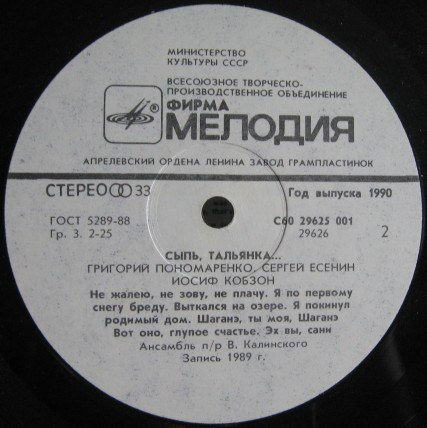 МИНИСТЕРСТВО
КУЛЬТУРЫ СССР
ВСЕСОЮЗНОЕ ТВОРЧЕСКО-
ПРОИЗВОДСТВЕННОЕ ОБЪЕДИНЕНИЕ
ФИРМА
МЕЛОДИЯ
®
АПРЕЛЕВСКИЙ ОРДЕНА ЛЕНИНА ЗАВОД ГРАМПЛАСТИНОК
СТЕРЕО 33
Год выпуска 1990
ГОСТ 5289-88
С60 29625 001
Гр. 3. 2-25
29626
2
СЫПЬ, ТАЛЬЯНКА...
ГРИГОРИЙ ПОНОМАРЕНКО, СЕРГЕЙ ЕСЕНИН
ИОСИФ КОБЗОН
Не жалею, не зову, не плачу. Я по первому
снегу бреду. Выткался на озере. Я покинул
родимый дом. Шаганэ, ты моя, Шаганэ
Вот оно, глупое счастье. Эх вы, сани
Ансамбль п/р В. Калинского
Запись 1989 г.